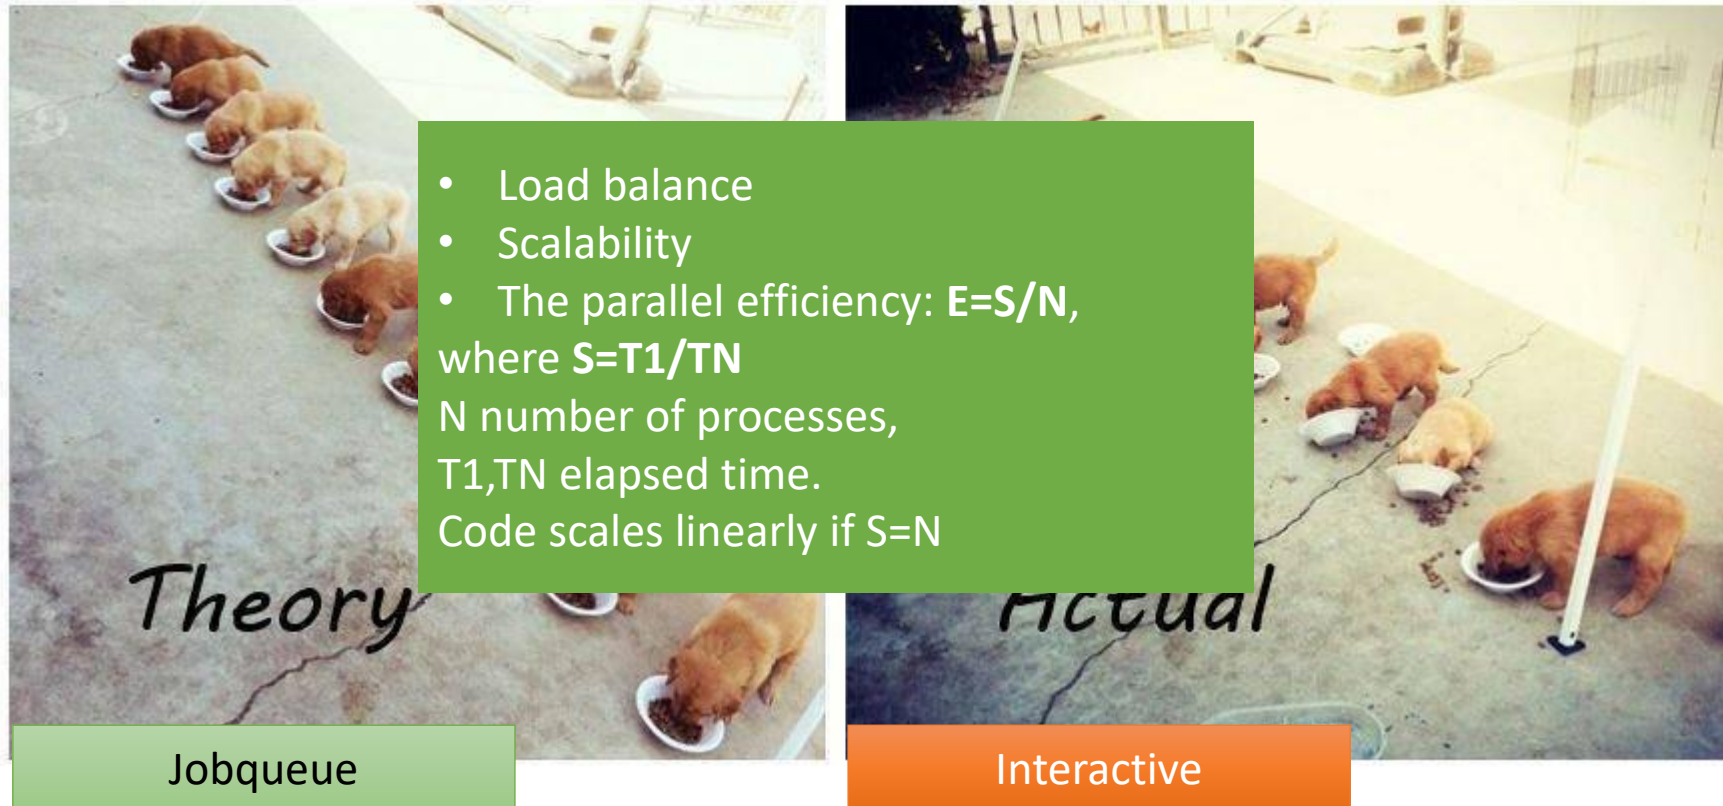 • Load balance
• Scalability
• The parallel efficiency: E=S/N,
where S=T1/TN
N number of processes,
T1,TN elapsed time.
Code scales linearly if S=N
Theory
Actual
Jobqueue
Interactive